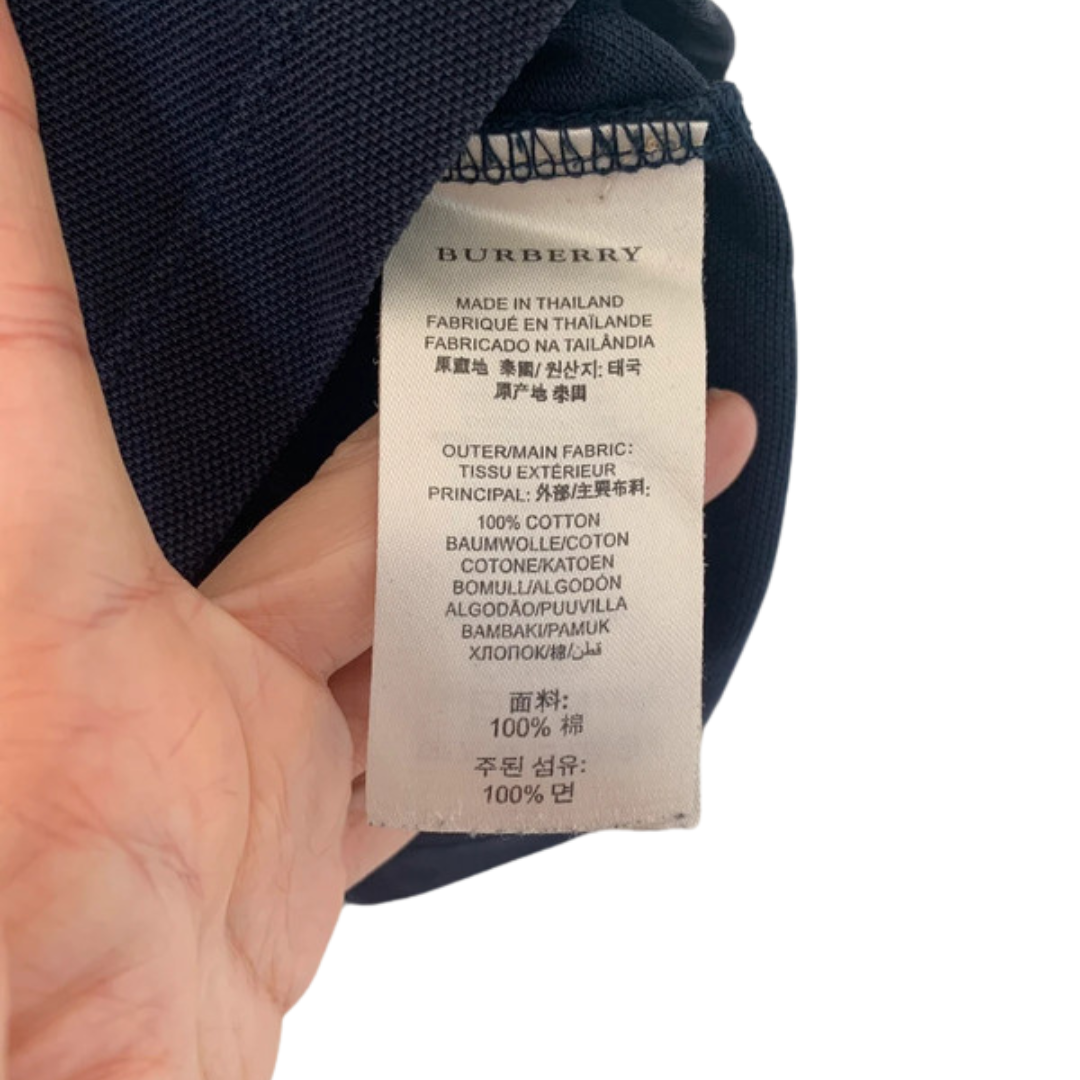 BURBERRY
MADE IN THAILAND
FABRIQUÉ EN THAÏLANDE
FABRICADO NA TAILÂNDIA
原產地 泰國/ 원산지: 태국
原产地 泰国
OUTER/MAIN FABRIC:
TISSU EXTÉRIEUR
PRINCIPAL: 外部/主要布料:
100% COTTON
BAUMWOLLE/COTON
COTONE/KATOEN
BOMULL/ALGODÓN
ALGODÃO/PUUVILLA
BAMBAKI/PAMUK
ХЛОПОК/棉/قطن
面料:
100% 棉
주된 섬유:
100% 면